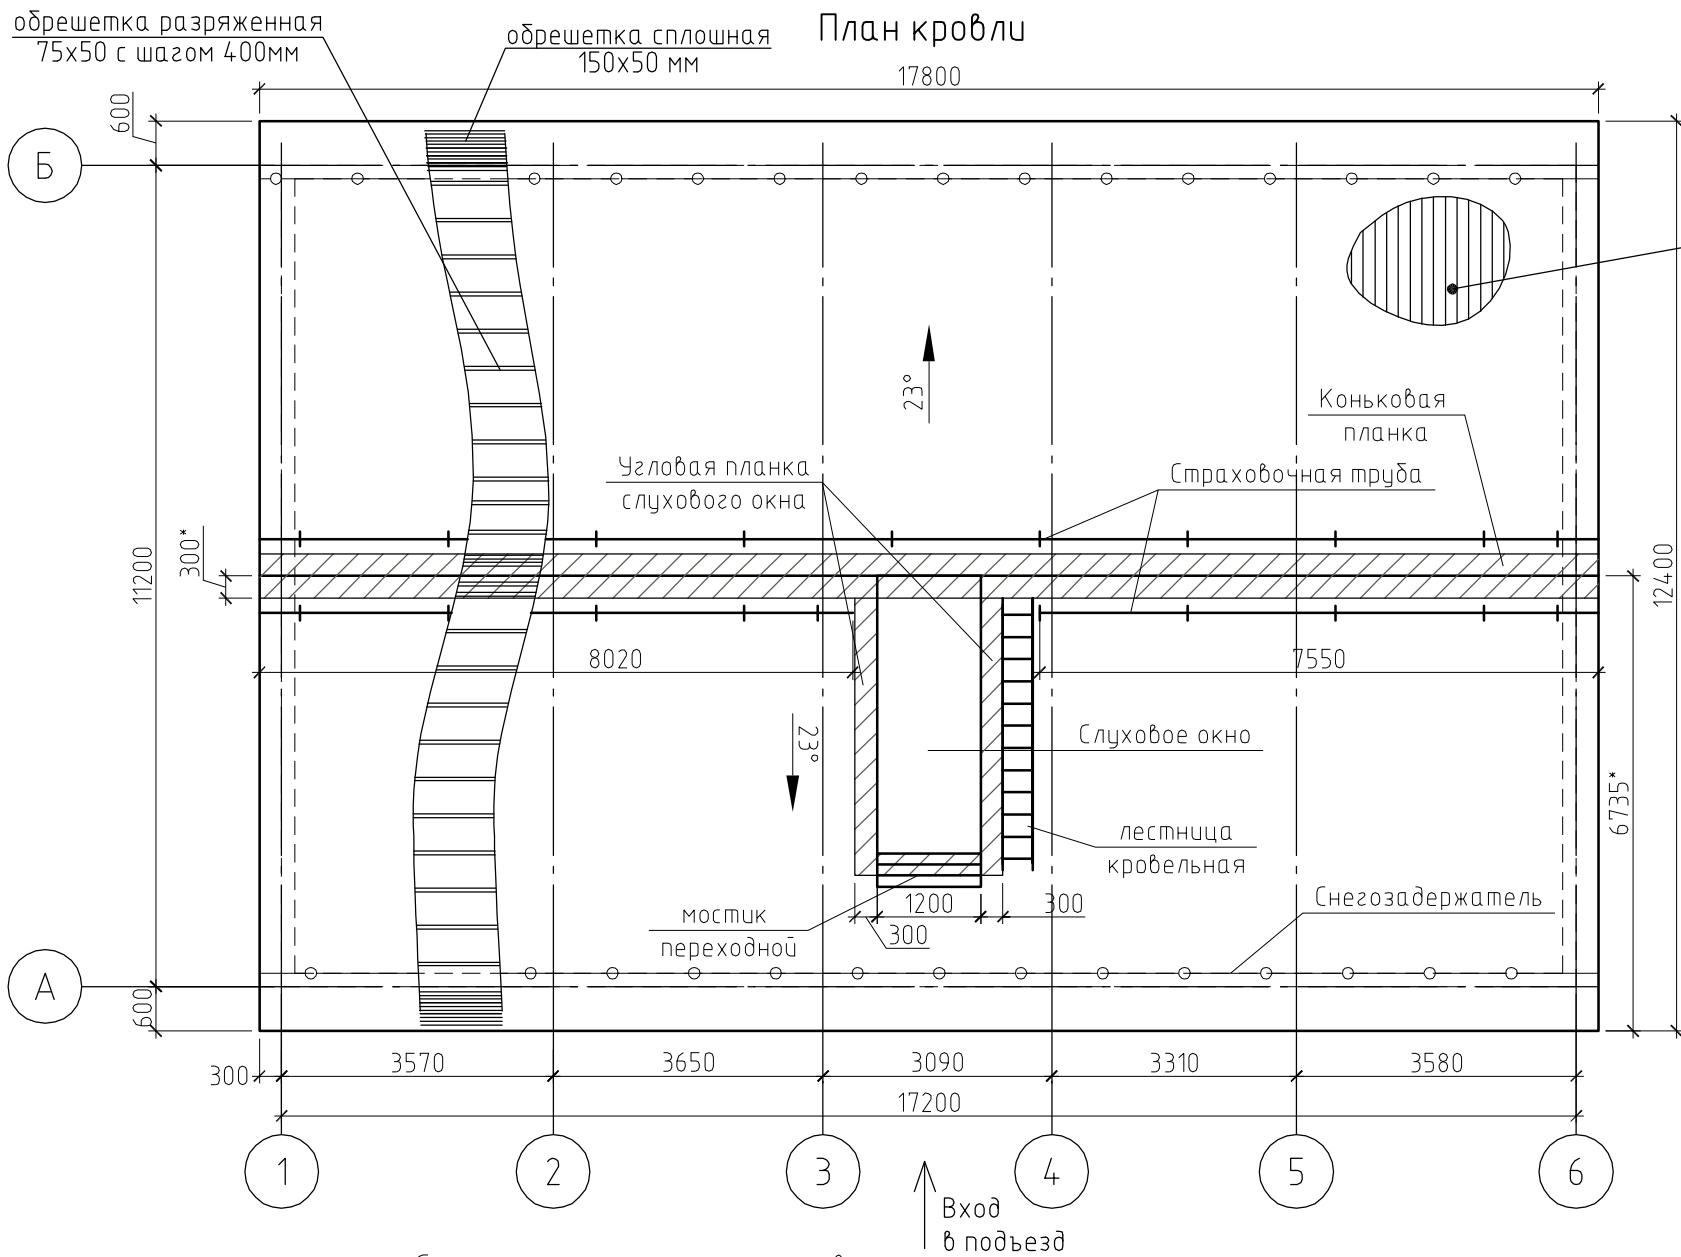 План кровли
обрешетка разряженная
75х50 с шагом 400мм
обрешетка сплошная
150х50 мм
17800
600
Б
23°
Коньковая
планка
Угловая планка
слухового окна
Страховочная труба
11200
300*
12400
8020
7550
23°
Слуховое окно
6735*
лестница
кровельная
1200
300
300
мостик
переходной
Снегозадержатель
А
600
300
3570
3650
3090
3310
3580
17200
1
2
3
4
5
6
Вход
в подъезд